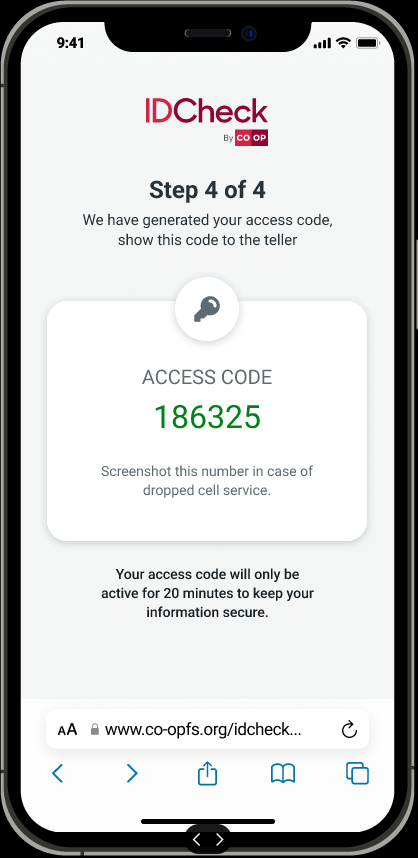 9:41
IDCheck
By CO OP
Step 4 of 4
We have generated your access code,
show this code to the teller
ACCESS CODE
186325
Screenshot this number in case of
dropped cell service.
Your access code will only be
active for 20 minutes to keep your
information secure.
AA www.co-opfs.org/idcheck...